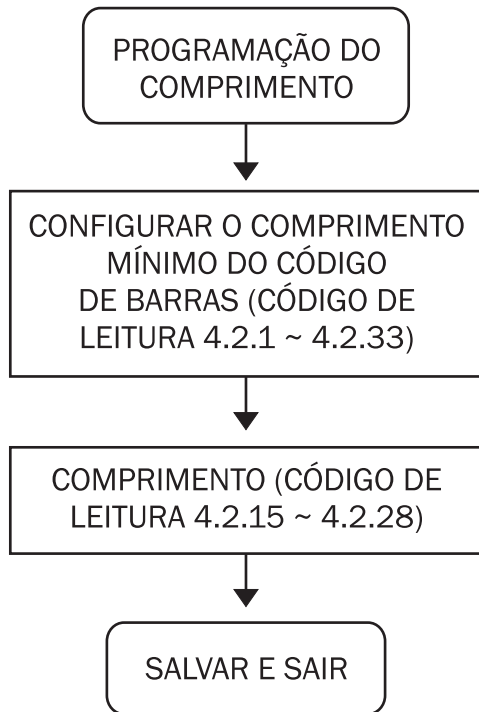 PROGRAMAÇÃO DO
COMPRIMENTO
CONFIGURAR O COMPRIMENTO
MÍNIMO DO CÓDIGO
DE BARRAS (CÓDIGO DE
LEITURA 4.2.1 ~ 4.2.33)
COMPRIMENTO (CÓDIGO DE
LEITURA 4.2.15 ~ 4.2.28)
SALVAR E SAIR